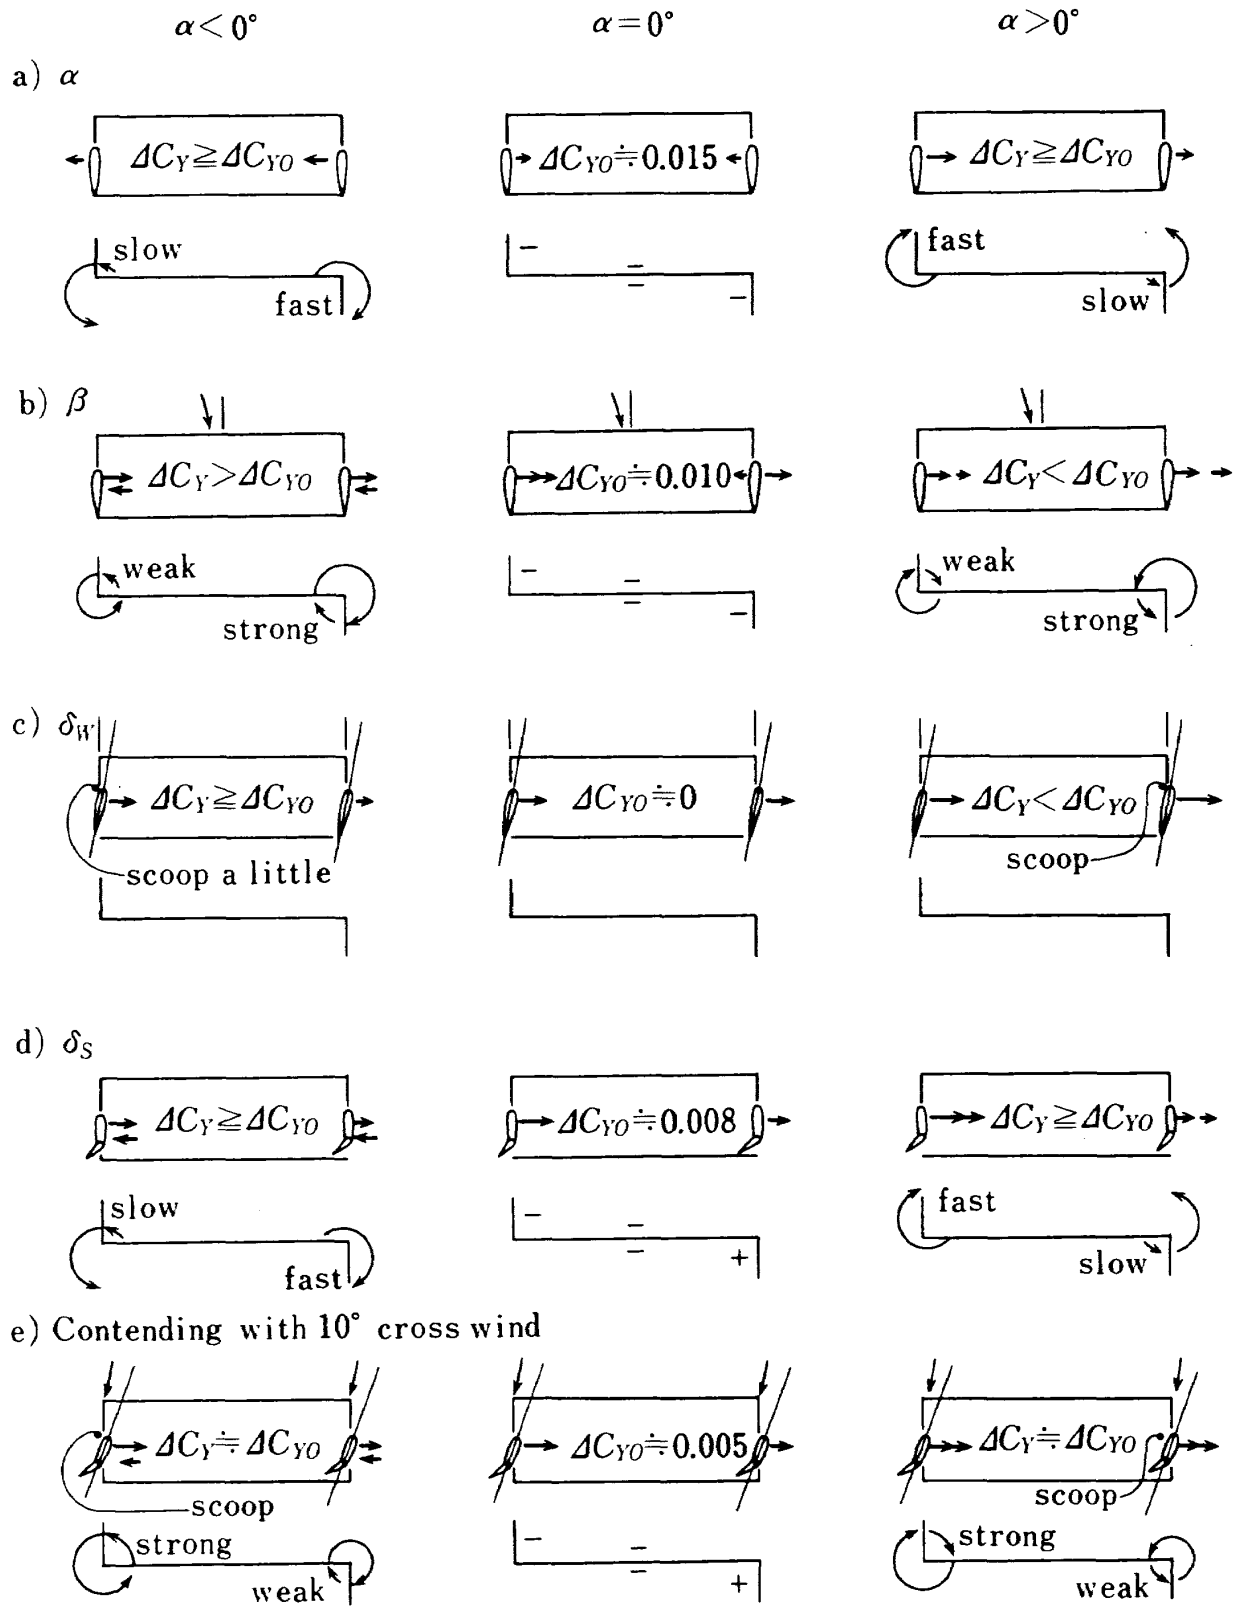 α<0° α=0° α>0°
a) α
ΔC_Y≧ΔC_YO ΔC_YO≒0.015 ΔC_Y≧ΔC_YO
slow − = − fast
fast slow
b) β
ΔC_Y>ΔC_YO ΔC_YO≒0.010 ΔC_Y<ΔC_YO
weak − = − weak
strong strong
c) δ_W
ΔC_Y≧ΔC_YO ΔC_YO≒0 ΔC_Y<ΔC_YO
scoop a little scoop
d) δ_S
ΔC_Y≧ΔC_YO ΔC_YO≒0.008 ΔC_Y≧ΔC_YO
slow − = + fast
fast slow
e) Contending with 10° cross wind
ΔC_Y≒ΔC_YO ΔC_YO≒0.005 ΔC_Y≒ΔC_YO
scoop scoop
strong − = + strong
weak weak